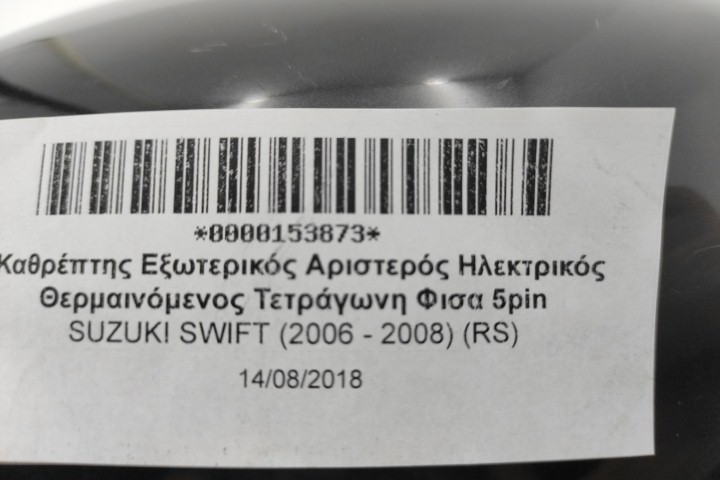 *0000153873*
Καθρέπτης Εξωτερικός Αριστερός Ηλεκτρικός
Θερμαινόμενος Τετράγωνη Φισα 5pin
SUZUKI SWIFT (2006 - 2008) (RS)
14/08/2018